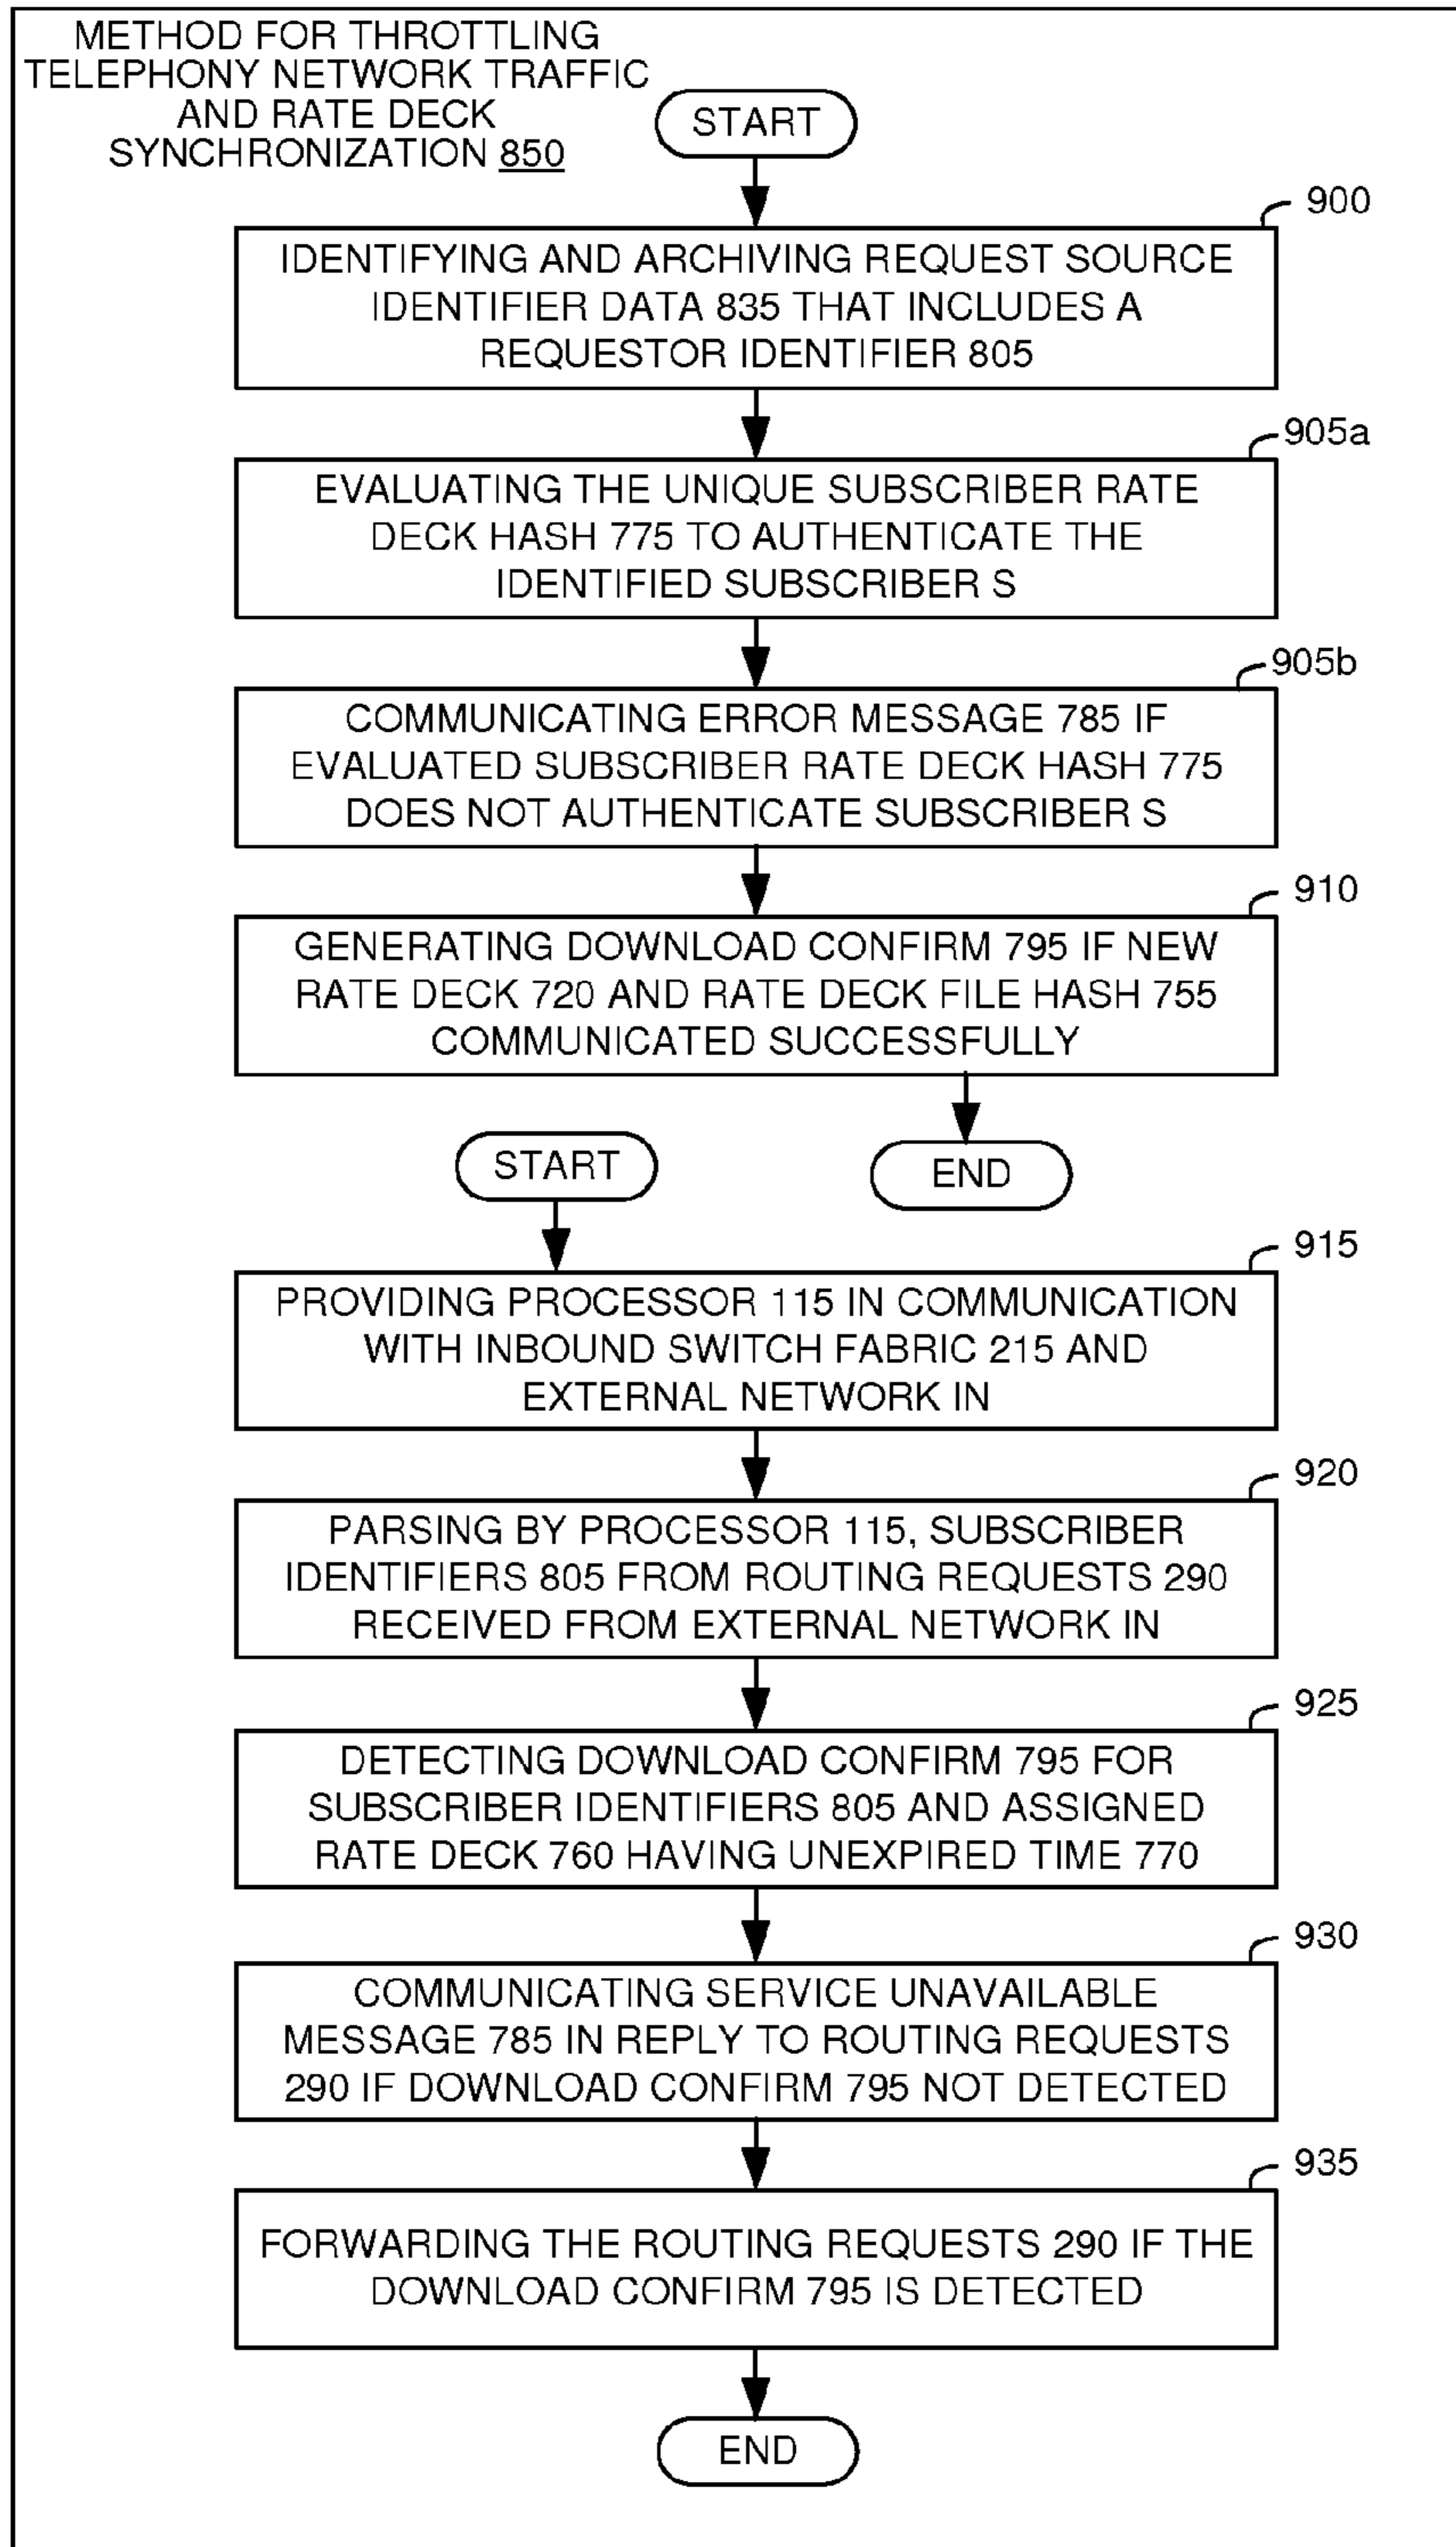 METHOD FOR THROTTLING
TELEPHONY NETWORK TRAFFIC
AND RATE DECK
SYNCHRONIZATION 850
START
900
IDENTIFYING AND ARCHIVING REQUEST SOURCE
IDENTIFIER DATA 835 THAT INCLUDES A
REQUESTOR IDENTIFIER 805
905a
EVALUATING THE UNIQUE SUBSCRIBER RATE
DECK HASH 775 TO AUTHENTICATE THE
IDENTIFIED SUBSCRIBER S
905b
COMMUNICATING ERROR MESSAGE 785 IF
EVALUATED SUBSCRIBER RATE DECK HASH 775
DOES NOT AUTHENTICATE SUBSCRIBER S
910
GENERATING DOWNLOAD CONFIRM 795 IF NEW
RATE DECK 720 AND RATE DECK FILE HASH 755
COMMUNICATED SUCCESSFULLY
END
START
915
PROVIDING PROCESSOR 115 IN COMMUNICATION
WITH INBOUND SWITCH FABRIC 215 AND
EXTERNAL NETWORK IN
920
PARSING BY PROCESSOR 115, SUBSCRIBER
IDENTIFIERS 805 FROM ROUTING REQUESTS 290
RECEIVED FROM EXTERNAL NETWORK IN
925
DETECTING DOWNLOAD CONFIRM 795 FOR
SUBSCRIBER IDENTIFIERS 805 AND ASSIGNED
RATE DECK 760 HAVING UNEXPIRED TIME 770
930
COMMUNICATING SERVICE UNAVAILABLE
MESSAGE 785 IN REPLY TO ROUTING REQUESTS
290 IF DOWNLOAD CONFIRM 795 NOT DETECTED
935
FORWARDING THE ROUTING REQUESTS 290 IF THE
DOWNLOAD CONFIRM 795 IS DETECTED
END